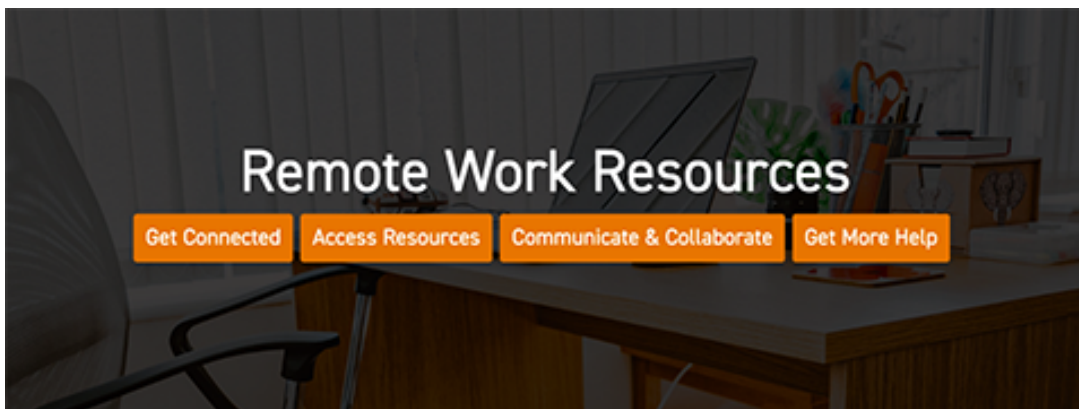 Remote Work Resources
Get Connected Access Resources Communicate & Collaborate Get More Help